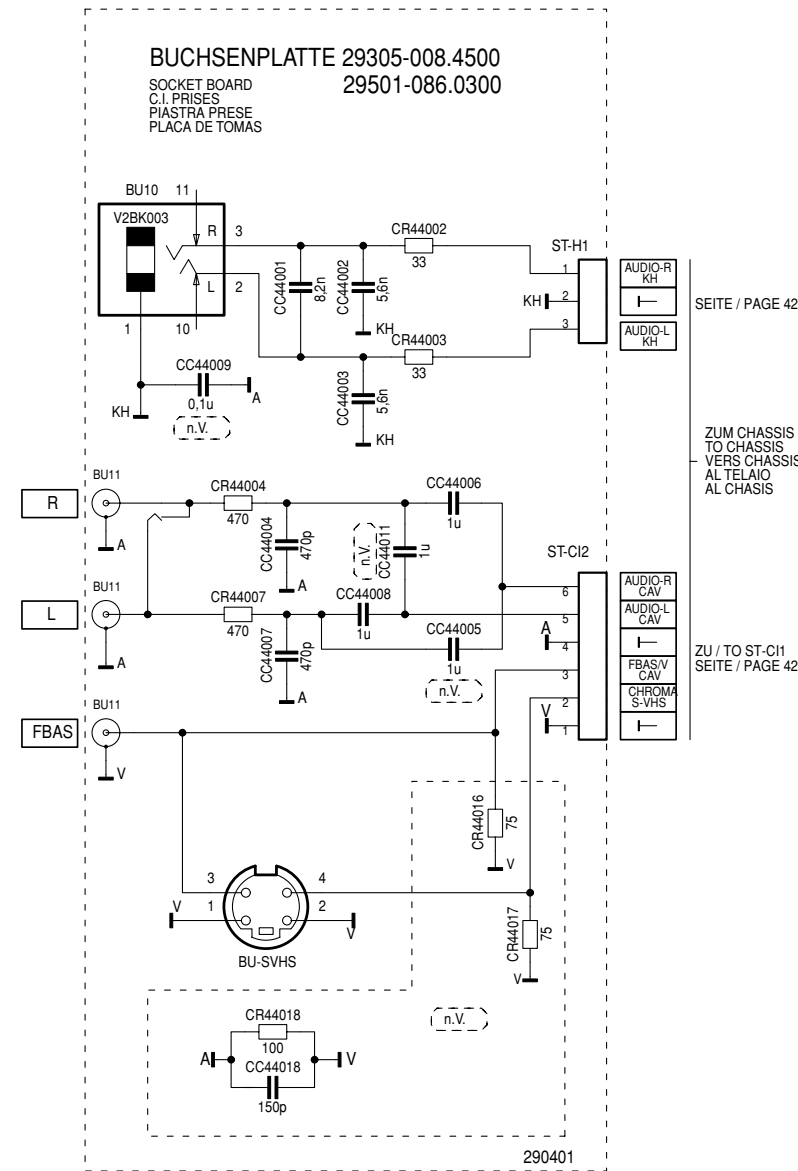 BUCHSENPLATTE 29305-008.4500
29501-086.0300
SOCKET BOARD
C.I. PRISES
PIASTRA PRESE
PLACA DE TOMAS
BU10 11
V2BK003
R 3
L 2
1 10
CC44001
8,2n
CC44002
5,6n
KH
CR44002
33
CR44003
33
CC44003
5,6n
KH
CC44009
0,1u
A
KH
n.V.
ST-H1
1
KH 2
3
AUDIO-R
KH
AUDIO-L
KH
SEITE / PAGE 42
ZUM CHASSIS
TO CHASSIS
VERS CHASSIS
AL TELAIO
AL CHASIS
R
BU11
A
CR44004
470
CC44004
470p
A
CC44006
1u
n.V.
CC44011
1u
L
BU11
A
CR44007
470
CC44007
470p
A
CC44008
1u
CC44005
1u
n.V.
ST-CI2
6
5
A 4
3
2
V 1
AUDIO-R
CAV
AUDIO-L
CAV
FBAS/V
CAV
CHROMA
S-VHS
ZU / TO ST-CI1
SEITE / PAGE 42
FBAS
BU11
V
CR44016
75
V
3 4
V 1 2 V
BU-SVHS
CR44017
75
V
n.V.
CR44018
100
A V
CC44018
150p
290401